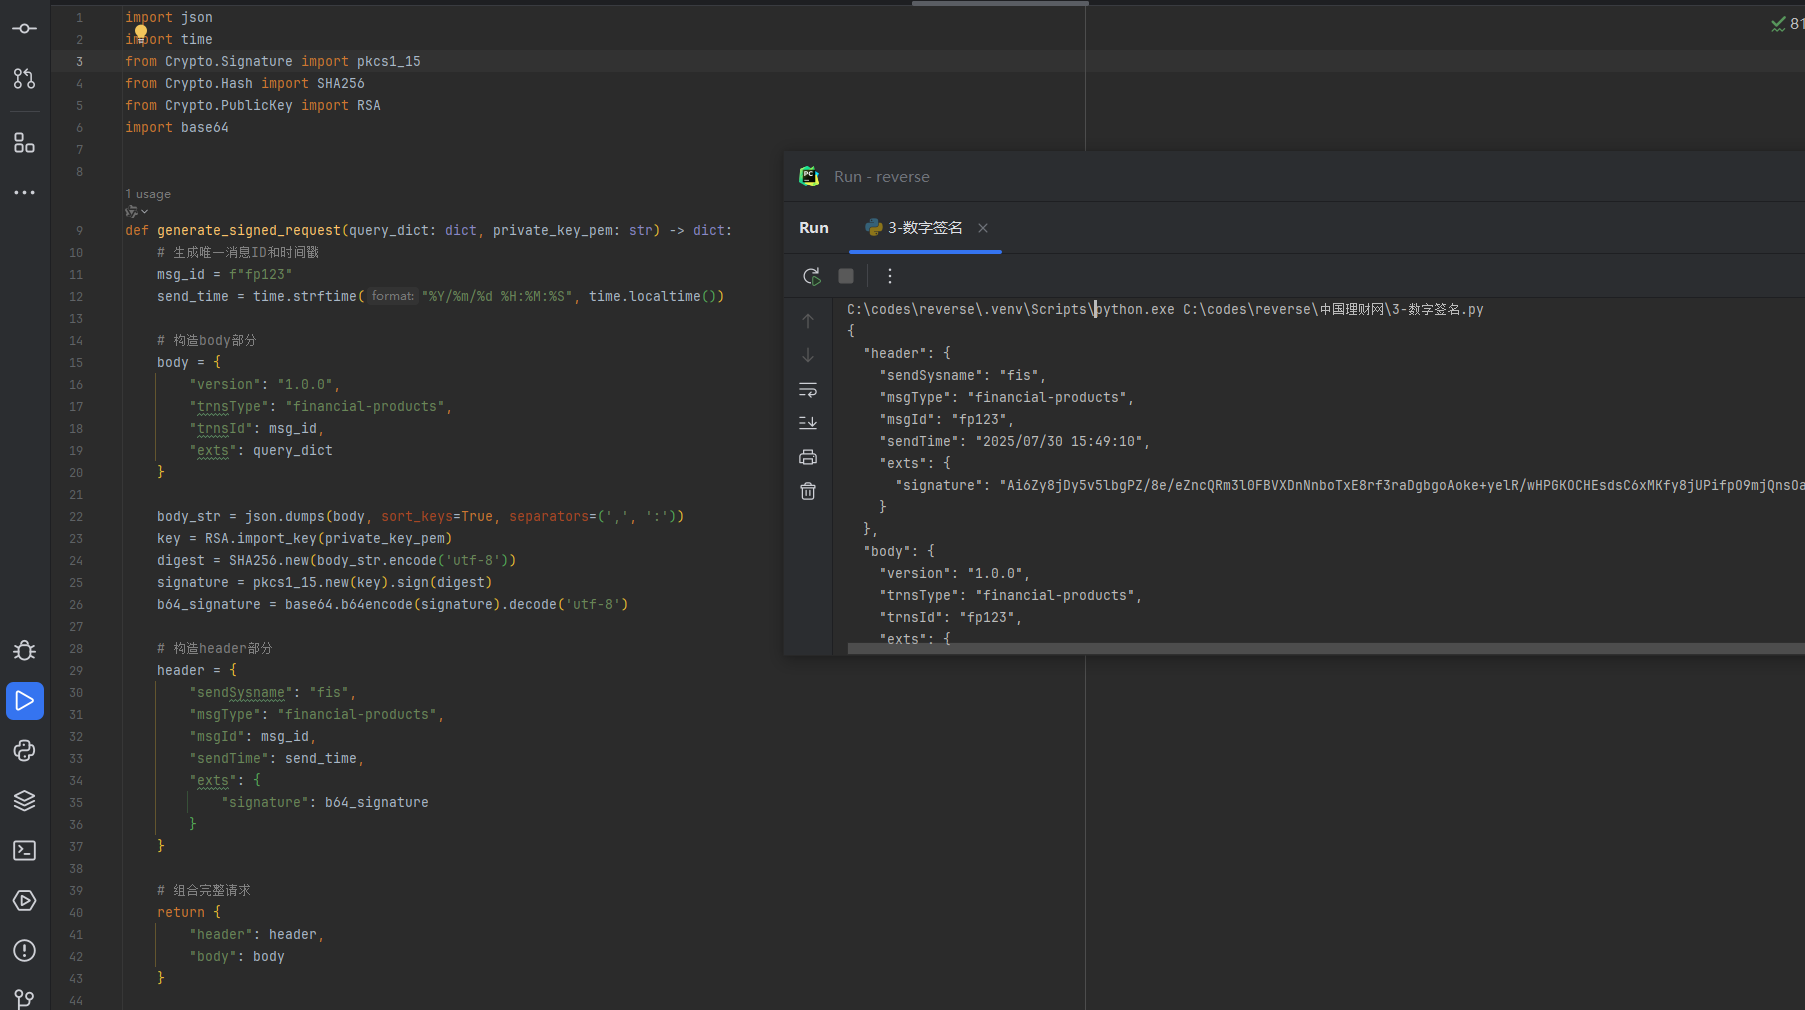 1 import json
2 import time
3 from Crypto.Signature import pkcs1_15
4 from Crypto.Hash import SHA256
5 from Crypto.PublicKey import RSA
6 import base64
7
8
1 usage
9 def generate_signed_request(query_dict: dict, private_key_pem: str) -> dict:
10     # 生成唯一消息ID和时间戳
11     msg_id = f"fp123"
12     send_time = time.strftime( format: "%Y/%m/%d %H:%M:%S", time.localtime())
13
14     # 构造body部分
15     body = {
16         "version": "1.0.0",
17         "trnsType": "financial-products",
18         "trnsId": msg_id,
19         "exts": query_dict
20     }
21
22     body_str = json.dumps(body, sort_keys=True, separators=(',', ':'))
23     key = RSA.import_key(private_key_pem)
24     digest = SHA256.new(body_str.encode('utf-8'))
25     signature = pkcs1_15.new(key).sign(digest)
26     b64_signature = base64.b64encode(signature).decode('utf-8')
27
28     # 构造header部分
29     header = {
30         "sendSysname": "fis",
31         "msgType": "financial-products",
32         "msgId": msg_id,
33         "sendTime": send_time,
34         "exts": {
35             "signature": b64_signature
36         }
37     }
38
39     # 组合完整请求
40     return {
41         "header": header,
42         "body": body
43     }
44
81
PC
Run - reverse
Run 3-数字签名
C:\codes\reverse\.venv\Scripts\python.exe C:\codes\reverse\中国理财网\3-数字签名.py
{
  "header": {
    "sendSysname": "fis",
    "msgType": "financial-products",
    "msgId": "fp123",
    "sendTime": "2025/07/30 15:49:10",
    "exts": {
      "signature": "Ai6Zy8jDy5v5lbgPZ/8e/eZncQRm3l0FBVXDnNnboTxE8rf3raDgbgoAoke+yelR/wHPGKOCHEsdsC6xMKfy8jUPifpO9mjQnsOa
    }
  },
  "body": {
    "version": "1.0.0",
    "trnsType": "financial-products",
    "trnsId": "fp123",
    "exts": {